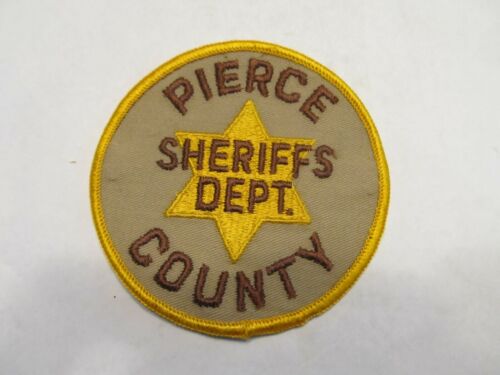 PIERCE
SHERIFFS
DEPT.
COUNTY